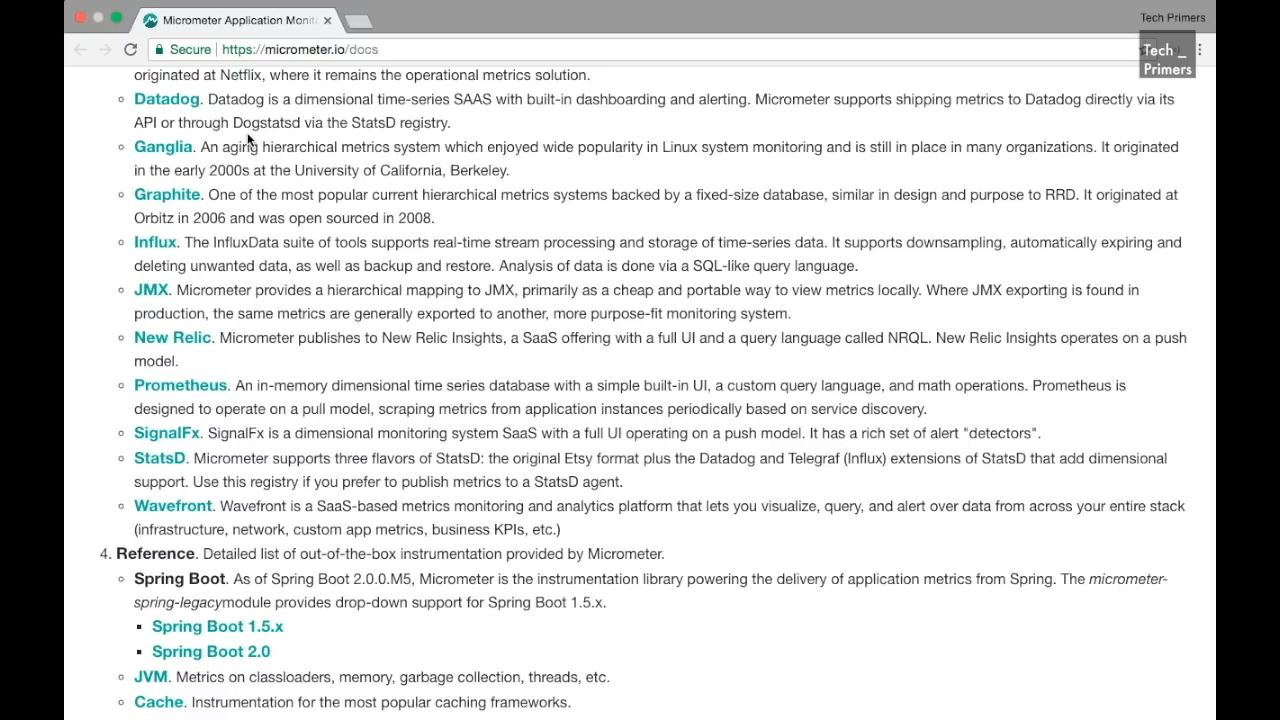 Micrometer Application Monit
Tech Primers
Secure https://micrometer.io/docs
Tech _
Primers
originated at Netflix, where it remains the operational metrics solution.
Datadog. Datadog is a dimensional time-series SAAS with built-in dashboarding and alerting. Micrometer supports shipping metrics to Datadog directly via its
API or through Dogstatsd via the StatsD registry.
Ganglia. An aging hierarchical metrics system which enjoyed wide popularity in Linux system monitoring and is still in place in many organizations. It originated
in the early 2000s at the University of California, Berkeley.
Graphite. One of the most popular current hierarchical metrics systems backed by a fixed-size database, similar in design and purpose to RRD. It originated at
Orbitz in 2006 and was open sourced in 2008.
Influx. The InfluxData suite of tools supports real-time stream processing and storage of time-series data. It supports downsampling, automatically expiring and
deleting unwanted data, as well as backup and restore. Analysis of data is done via a SQL-like query language.
JMX. Micrometer provides a hierarchical mapping to JMX, primarily as a cheap and portable way to view metrics locally. Where JMX exporting is found in
production, the same metrics are generally exported to another, more purpose-fit monitoring system.
New Relic. Micrometer publishes to New Relic Insights, a SaaS offering with a full UI and a query language called NRQL. New Relic Insights operates on a push
model.
Prometheus. An in-memory dimensional time series database with a simple built-in UI, a custom query language, and math operations. Prometheus is
designed to operate on a pull model, scraping metrics from application instances periodically based on service discovery.
SignalFx. SignalFx is a dimensional monitoring system SaaS with a full UI operating on a push model. It has a rich set of alert "detectors".
StatsD. Micrometer supports three flavors of StatsD: the original Etsy format plus the Datadog and Telegraf (Influx) extensions of StatsD that add dimensional
support. Use this registry if you prefer to publish metrics to a StatsD agent.
Wavefront. Wavefront is a SaaS-based metrics monitoring and analytics platform that lets you visualize, query, and alert over data from across your entire stack
(infrastructure, network, custom app metrics, business KPIs, etc.)
4. Reference. Detailed list of out-of-the-box instrumentation provided by Micrometer.
Spring Boot. As of Spring Boot 2.0.0.M5, Micrometer is the instrumentation library powering the delivery of application metrics from Spring. The micrometer-
spring-legacymodule provides drop-down support for Spring Boot 1.5.x.
Spring Boot 1.5.x
Spring Boot 2.0
JVM. Metrics on classloaders, memory, garbage collection, threads, etc.
Cache. Instrumentation for the most popular caching frameworks.